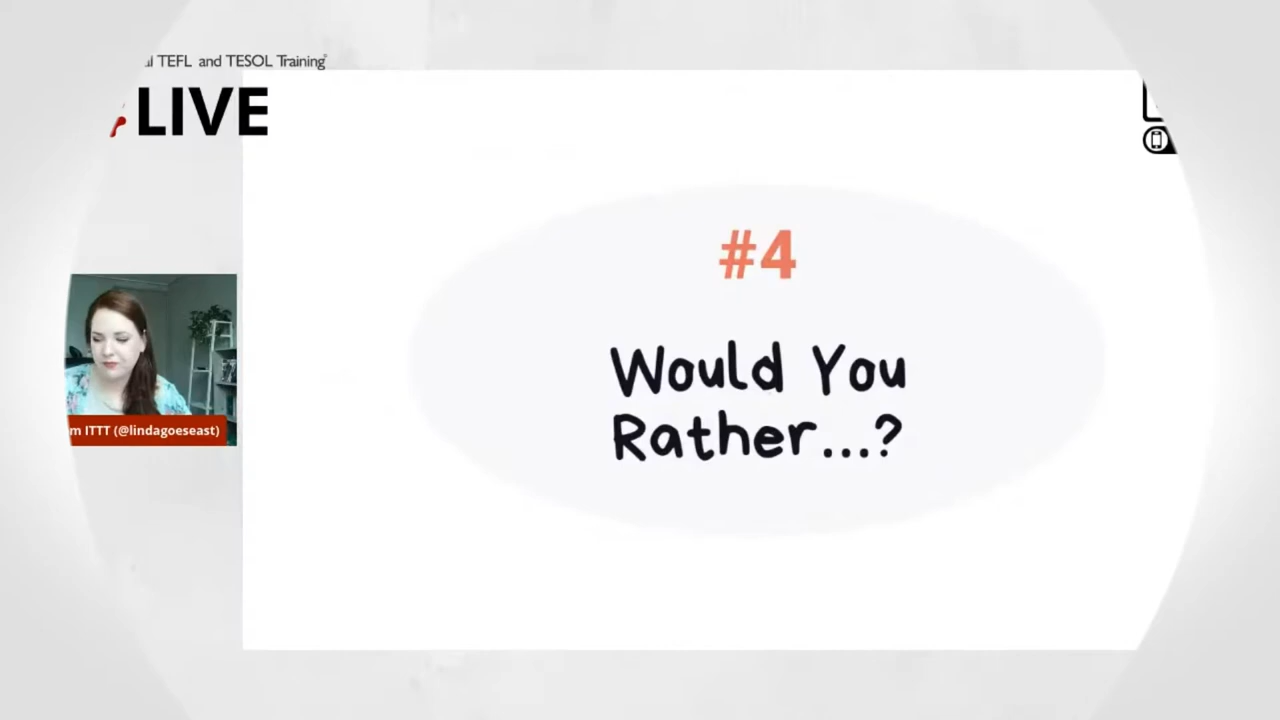 TEFL and TESOL Training
LIVE
#4
Would You
Rather...?
m ITTT (@lindagoeseast)